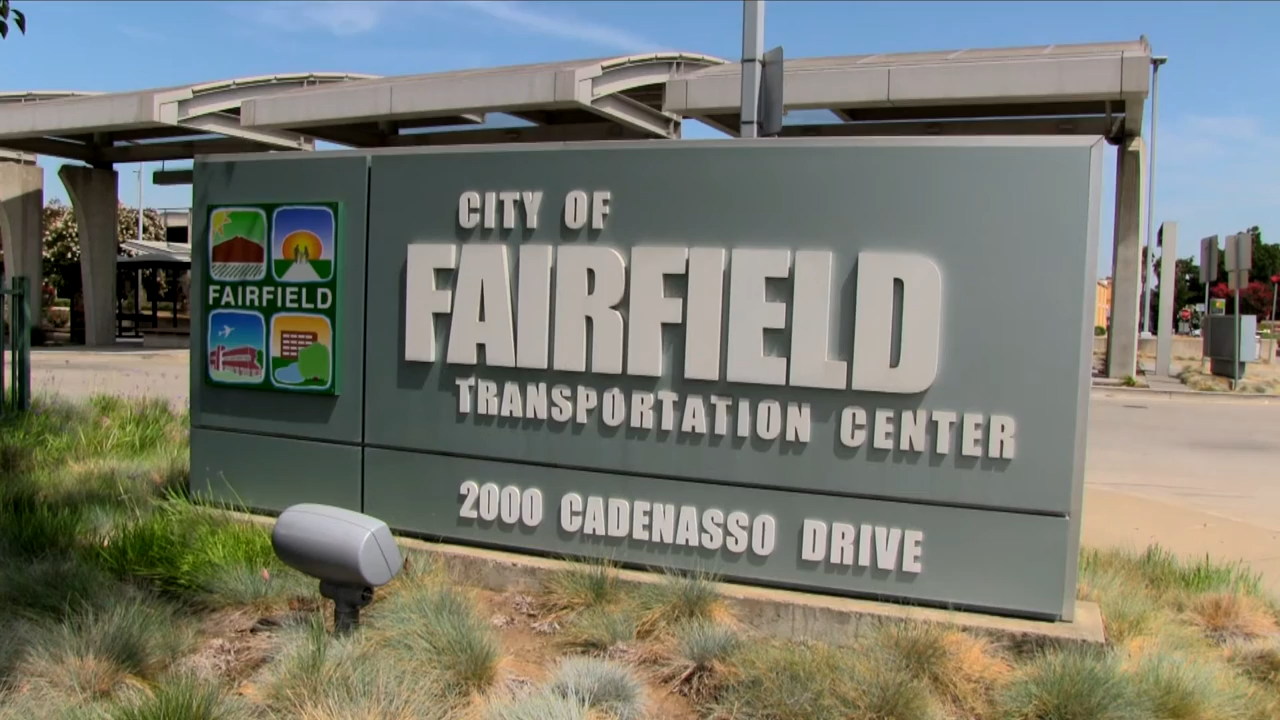 FAIRFIELD
CITY OF
FAIRFIELD
TRANSPORTATION CENTER
2000 CADENASSO DRIVE